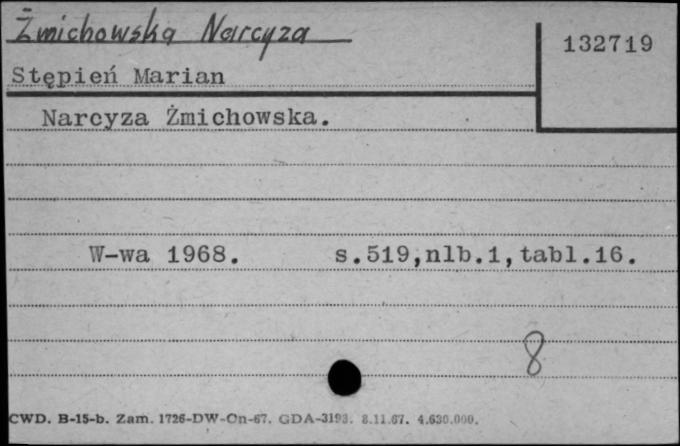 Żmichowska Narcyza
132719
Stępień Marian
Narcyza Żmichowska.
W-wa 1968. s.519,nlb.1,tabl.16.
8
CWD. B-15-b. Zam. 1726-DW-On-67. GDA-3193. 8.11.67. 4.630.000.